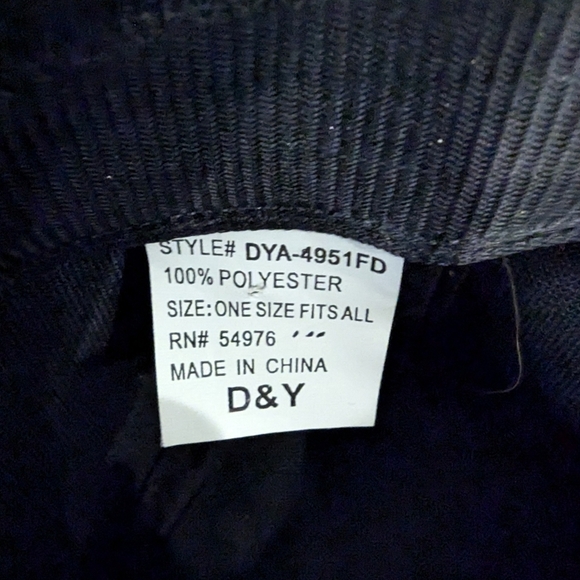 STYLE# DYA-4951FD
100% POLYESTER
SIZE: ONE SIZE FITS ALL
RN# 54976
MADE IN CHINA
D&Y